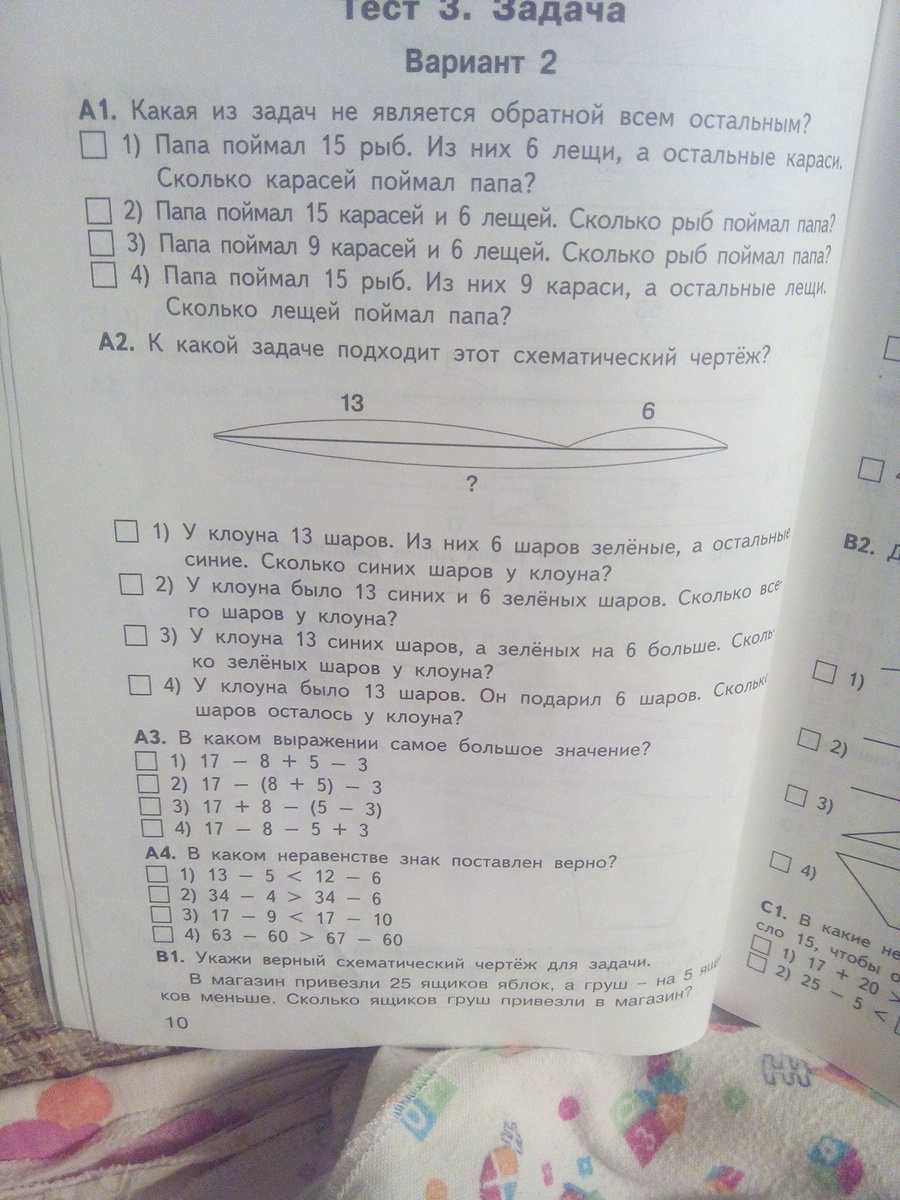 Тест 3. Задача
Вариант 2
А1. Какая из задач не является обратной всем остальным?
1) Папа поймал 15 рыб. Из них 6 лещи, а остальные караси.
Сколько карасей поймал папа?
2) Папа поймал 15 карасей и 6 лещей. Сколько рыб поймал папа?
3) Папа поймал 9 карасей и 6 лещей. Сколько рыб поймал папа?
4) Папа поймал 15 рыб. Из них 9 караси, а остальные лещи.
Сколько лещей поймал папа?
А2. К какой задаче подходит этот схематический чертёж?
13 6
?
1) У клоуна 13 шаров. Из них 6 шаров зелёные, а остальные
синие. Сколько синих шаров у клоуна?
2) У клоуна было 13 синих и 6 зелёных шаров. Сколько все-
го шаров у клоуна?
3) У клоуна 13 синих шаров, а зелёных на 6 больше. Сколь-
ко зелёных шаров у клоуна?
4) У клоуна было 13 шаров. Он подарил 6 шаров. Сколько
шаров осталось у клоуна?
А3. В каком выражении самое большое значение?
1) 17 − 8 + 5 − 3
2) 17 − (8 + 5) − 3
3) 17 + 8 − (5 − 3)
4) 17 − 8 − 5 + 3
А4. В каком неравенстве знак поставлен верно?
1) 13 − 5 < 12 − 6
2) 34 − 4 > 34 − 6
3) 17 − 9 < 17 − 10
4) 63 − 60 > 67 − 60
В1. Укажи верный схематический чертёж для задачи.
В магазин привезли 25 ящиков яблок, а груш – на 5 ящи-
ков меньше. Сколько ящиков груш привезли в магазин?
10
В2.
1)
2)
3)
4)
С1. В какие не
сло 15, чтобы о
1) 17 + 20 >
2) 25 − 5 <